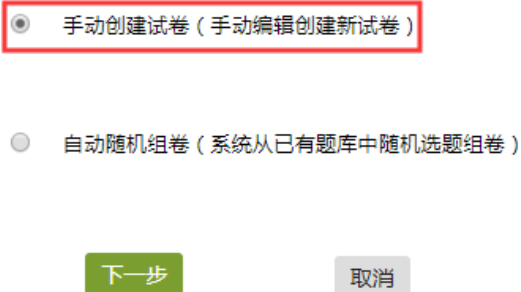 手动创建试卷（手动编辑创建新试卷）
自动随机组卷（系统从已有题库中随机选题组卷）
下一步 取消